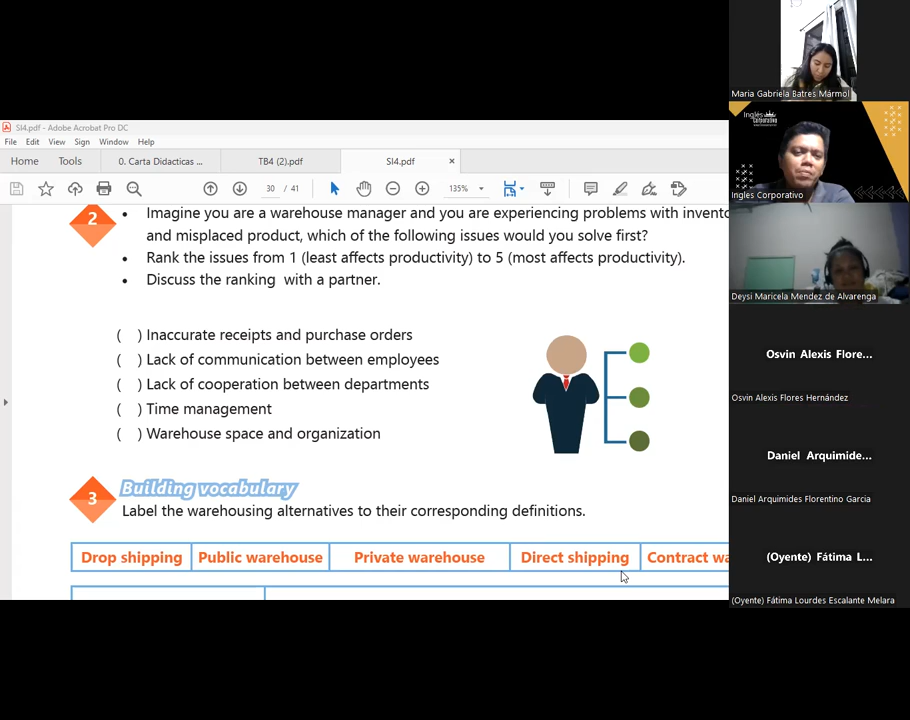 SI4.pdf - Adobe Acrobat Pro DC
File Edit View Sign Window Help
Home Tools 0. Carta Didacticas ... TB4 (2).pdf SI4.pdf ×
30 / 41 135%
2
• Imagine you are a warehouse manager and you are experiencing problems with invento
and misplaced product, which of the following issues would you solve first?
• Rank the issues from 1 (least affects productivity) to 5 (most affects productivity).
• Discuss the ranking with a partner.
( ) Inaccurate receipts and purchase orders
( ) Lack of communication between employees
( ) Lack of cooperation between departments
( ) Time management
( ) Warehouse space and organization
3 Building vocabulary
Label the warehousing alternatives to their corresponding definitions.
Drop shipping Public warehouse Private warehouse Direct shipping Contract wa
Maria Gabriela Batres Mármol
Inglés
Corporativo
Ingles Corporativo
Deysi Maricela Mendez de Alvarenga
Osvin Alexis Flore...
Osvin Alexis Flores Hernández
Daniel Arquimide...
Daniel Arquimides Florentino Garcia
(Oyente) Fátima L...
(Oyente) Fátima Lourdes Escalante Melara